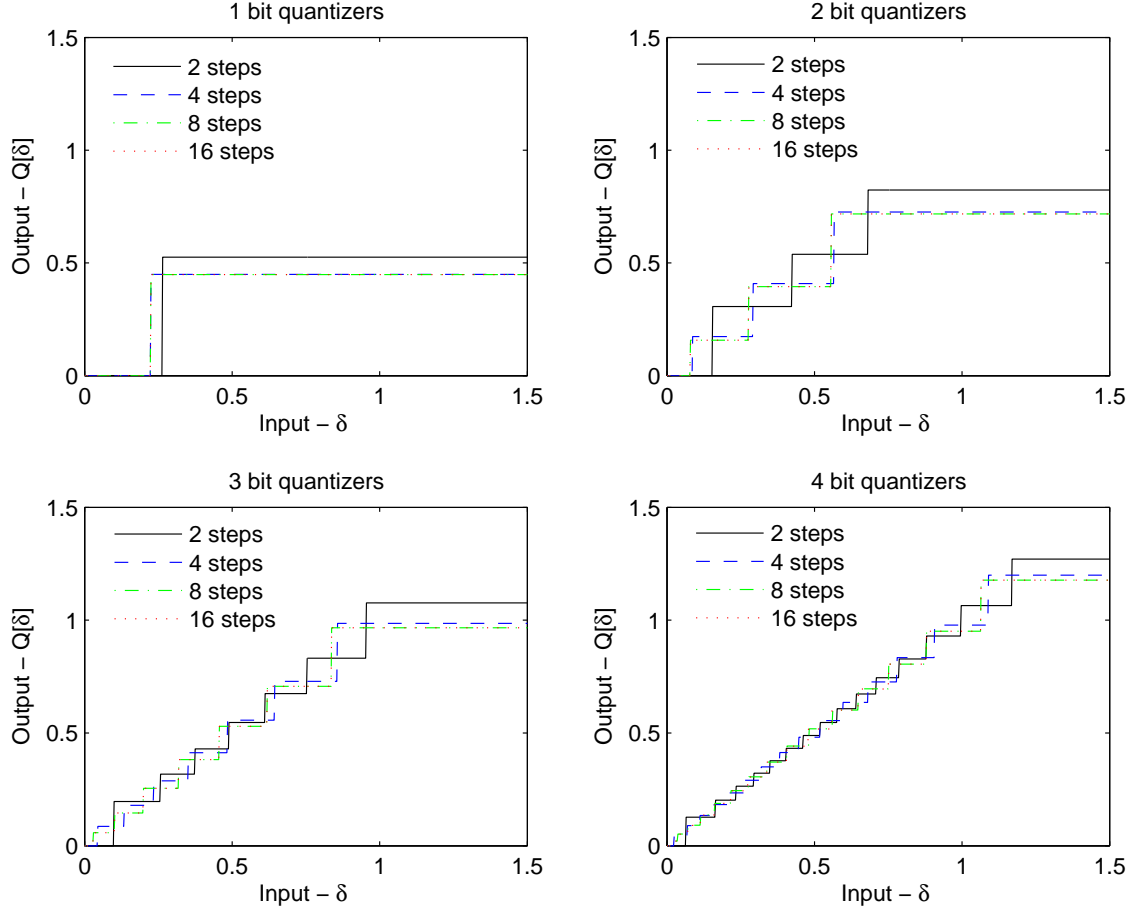 1 bit quantizers
1.5
1
0.5
0
Output – Q[δ]
2 steps
4 steps
8 steps
16 steps
0 0.5 1 1.5
Input – δ
2 bit quantizers
1.5
1
0.5
0
Output – Q[δ]
2 steps
4 steps
8 steps
16 steps
0 0.5 1 1.5
Input – δ
3 bit quantizers
1.5
1
0.5
0
Output – Q[δ]
2 steps
4 steps
8 steps
16 steps
0 0.5 1 1.5
Input – δ
4 bit quantizers
1.5
1
0.5
0
Output – Q[δ]
2 steps
4 steps
8 steps
16 steps
0 0.5 1 1.5
Input – δ